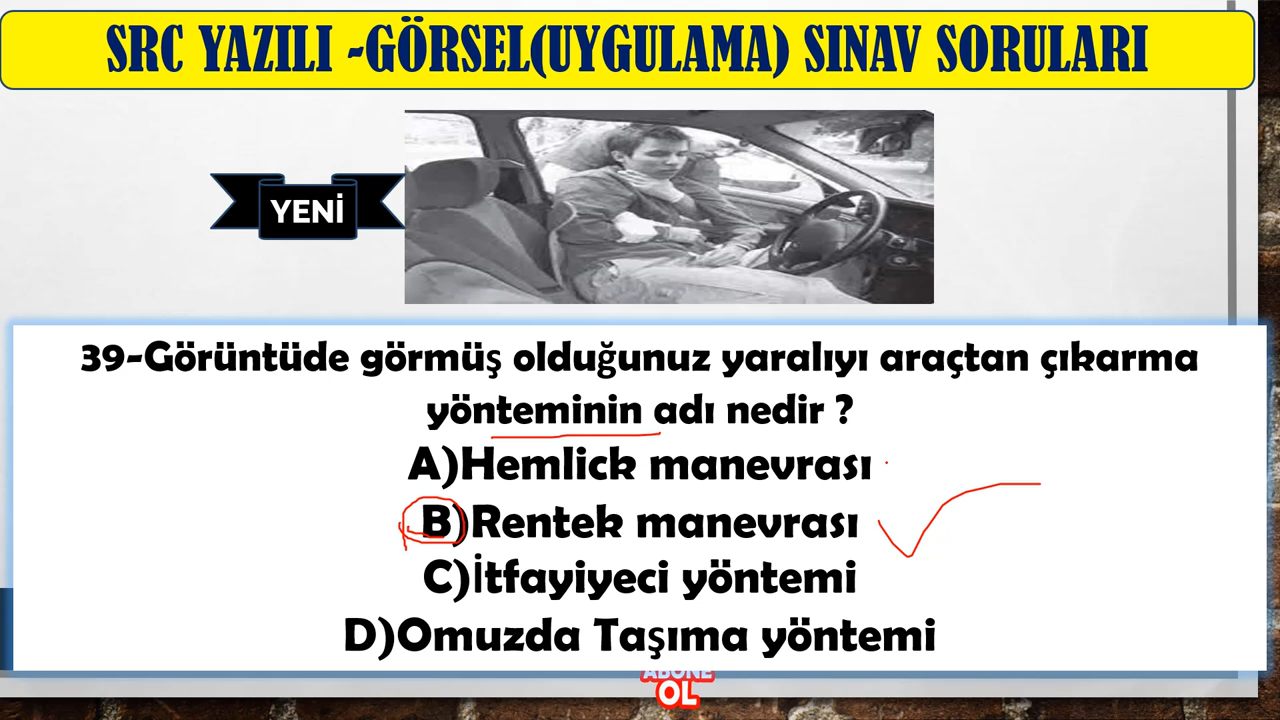 SRC YAZILI -GÖRSEL(UYGULAMA) SINAV SORULARI
YENİ
39-Görüntüde görmüş olduğunuz yaralıyı araçtan çıkarma
yönteminin adı nedir ?
A)Hemlick manevrası
B)Rentek manevrası
C)İtfayiyeci yöntemi
D)Omuzda Taşıma yöntemi
ABONE
OL